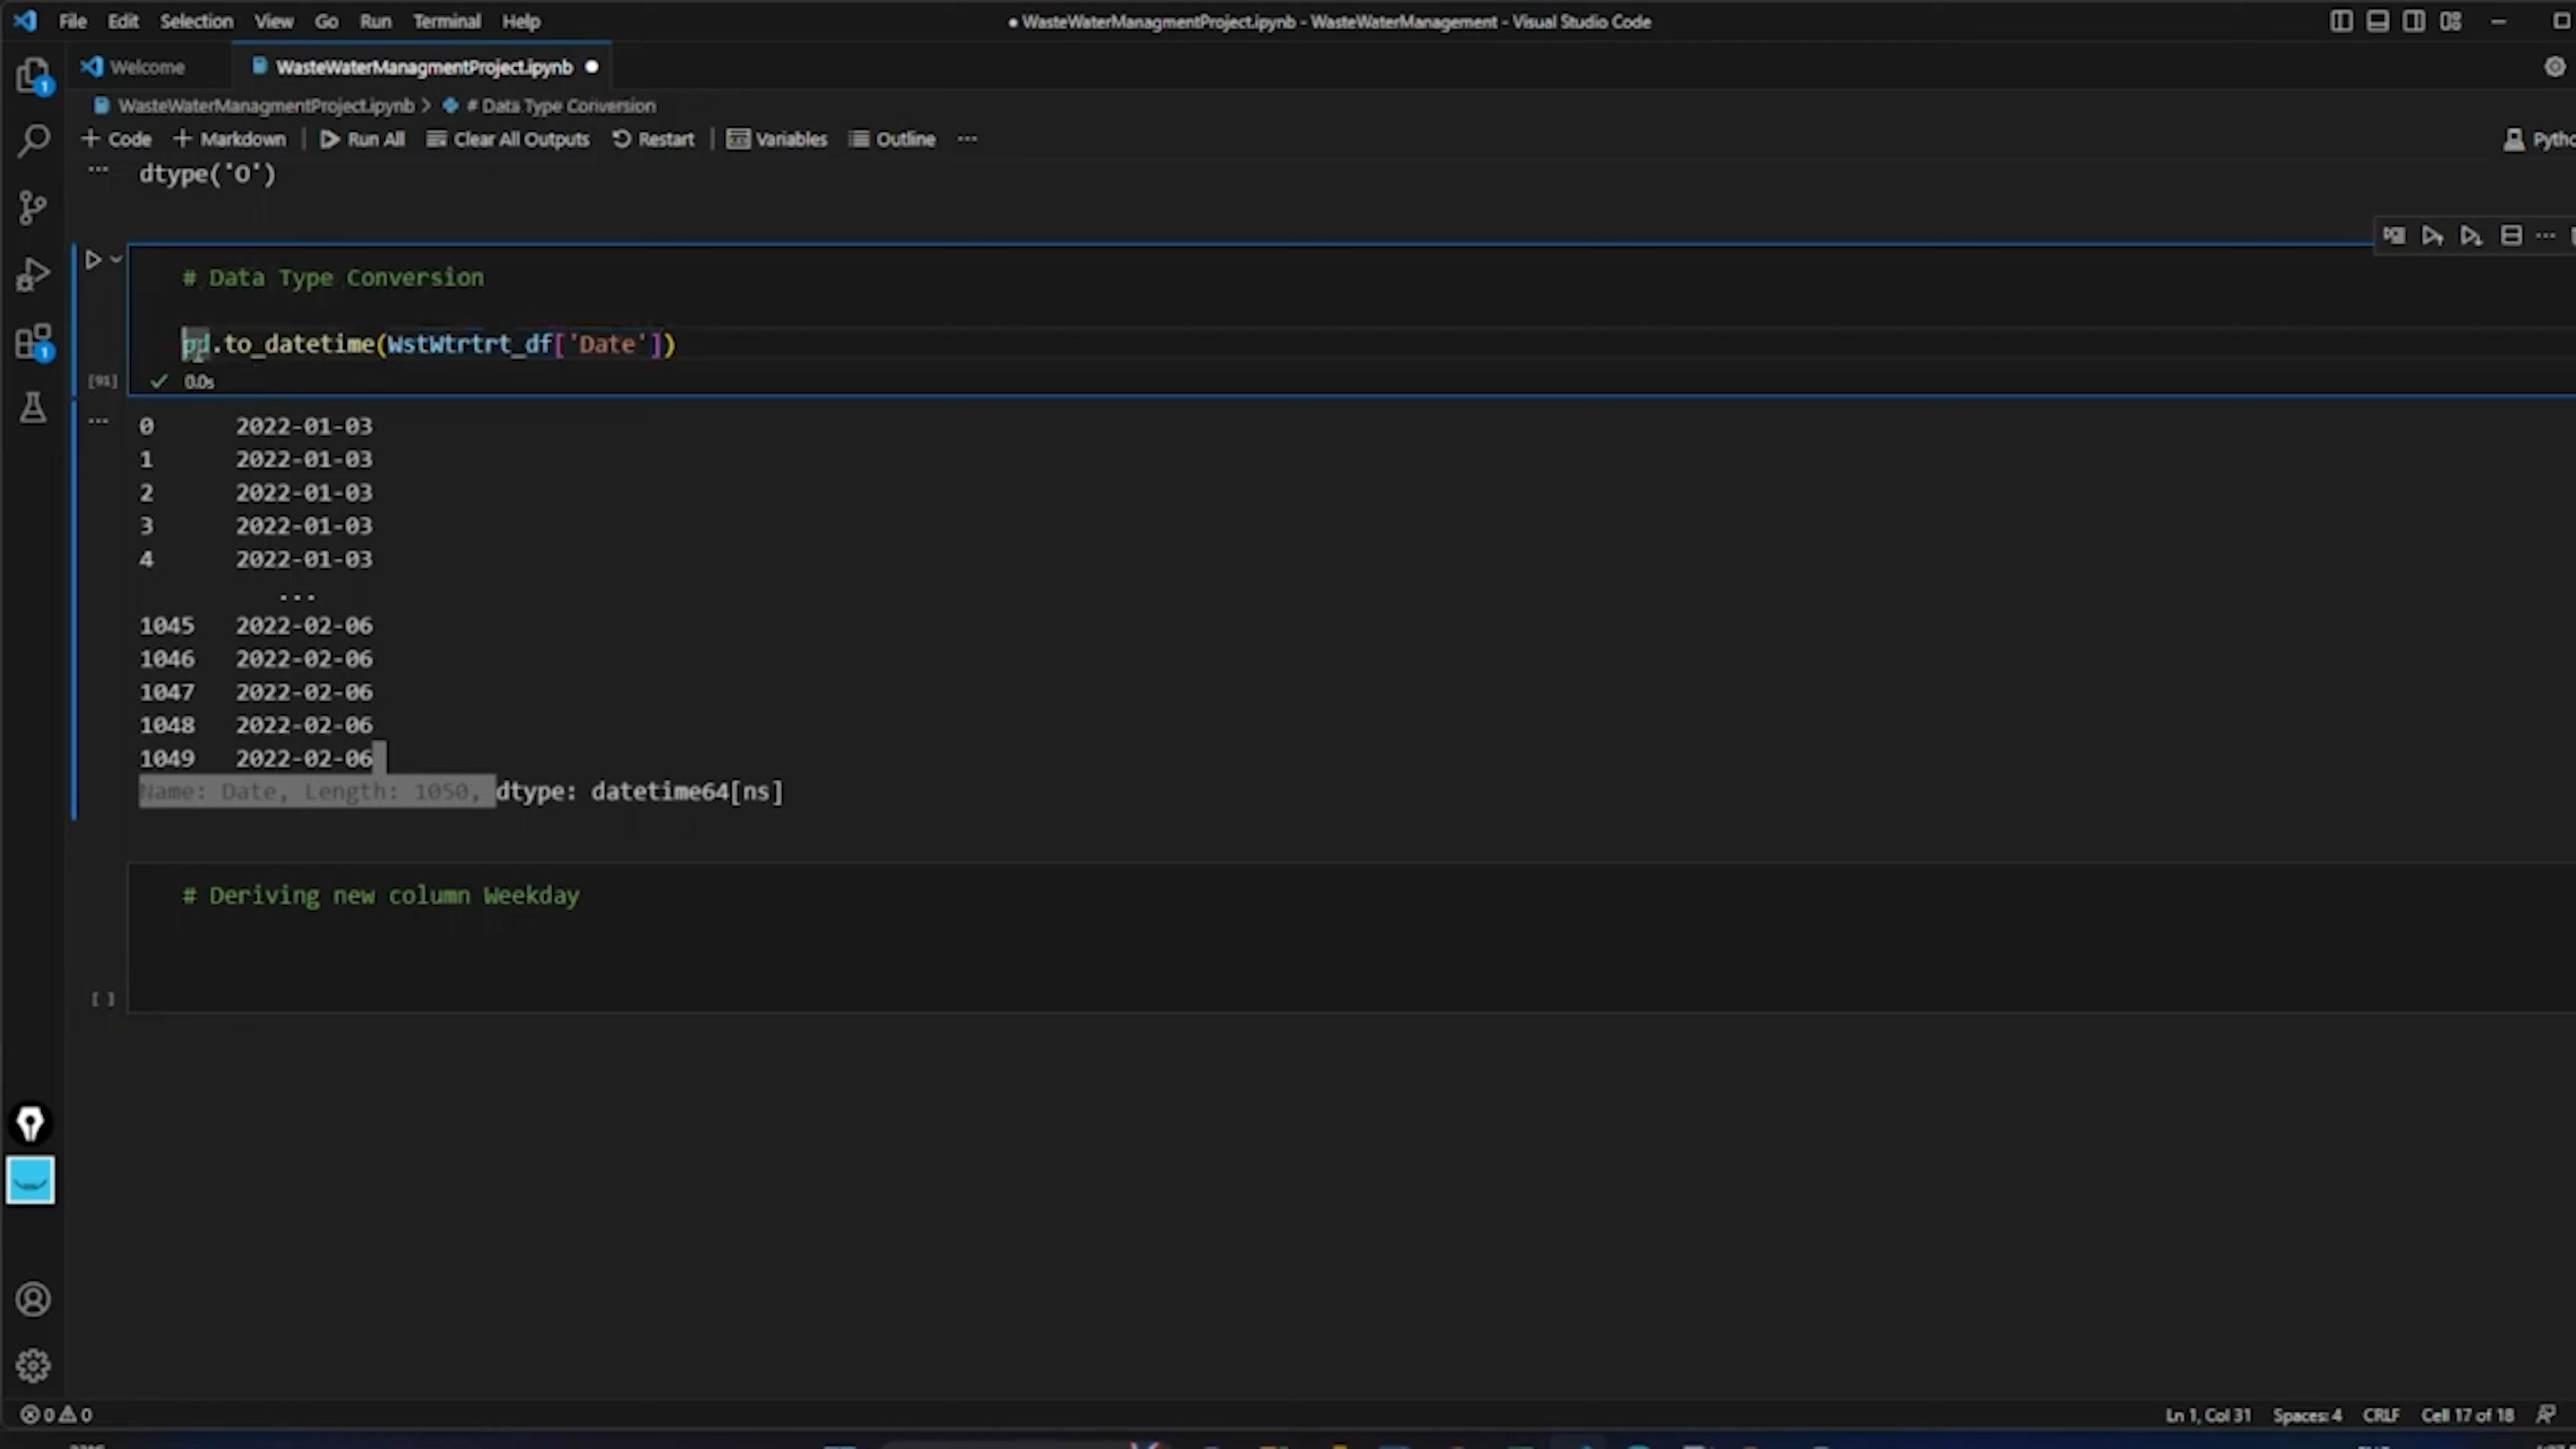 File Edit Selection View Go Run Terminal Help
● WasteWaterManagmentProject.ipynb - WasteWaterManagement - Visual Studio Code
Welcome
WasteWaterManagmentProject.ipynb ●
WasteWaterManagmentProject.ipynb > # Data Type Conversion
+ Code + Markdown | Run All Clear All Outputs Restart | Variables Outline ...
... dtype('O')
# Data Type Conversion
pd.to_datetime(WstWtrtrt_df['Date'])
[91] ✓ 0.0s
... 0 2022-01-03
1 2022-01-03
2 2022-01-03
3 2022-01-03
4 2022-01-03
...
1045 2022-02-06
1046 2022-02-06
1047 2022-02-06
1048 2022-02-06
1049 2022-02-06
Name: Date, Length: 1050, dtype: datetime64[ns]
# Deriving new column Weekday
[ ]
1
1
0 0
Ln 1, Col 31 Spaces: 4 CRLF Cell 17 of 18